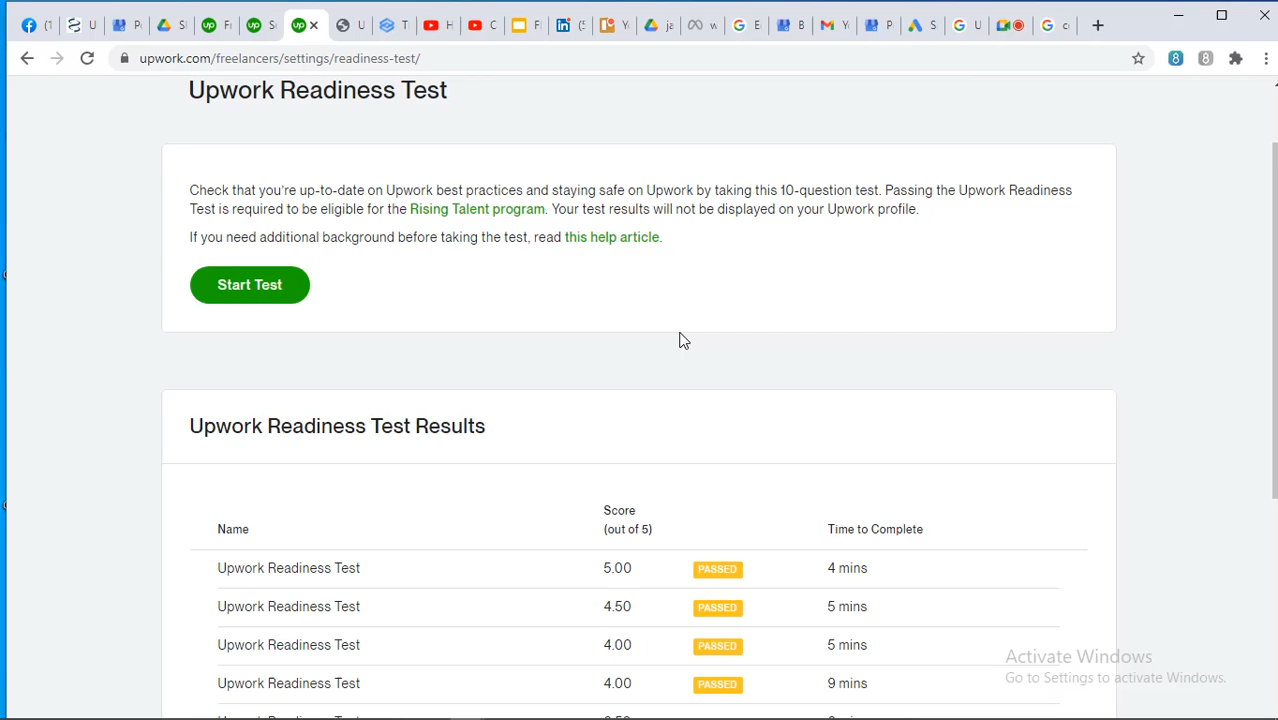 (1
U
P
SI
F
S
U
T
H
C
Fl
Y
w
E
B
Y
P
S
U
c
upwork.com/freelancers/settings/readiness-test/
Upwork Readiness Test
Check that you're up-to-date on Upwork best practices and staying safe on Upwork by taking this 10-question test. Passing the Upwork Readiness
Test is required to be eligible for the Rising Talent program. Your test results will not be displayed on your Upwork profile.
If you need additional background before taking the test, read this help article.
Start Test
Upwork Readiness Test Results
Score
Name (out of 5) Time to Complete
Upwork Readiness Test 5.00 PASSED 4 mins
Upwork Readiness Test 4.50 PASSED 5 mins
Upwork Readiness Test 4.00 PASSED 5 mins
Upwork Readiness Test 4.00 PASSED 9 mins
Activate Windows
Go to Settings to activate Windows.